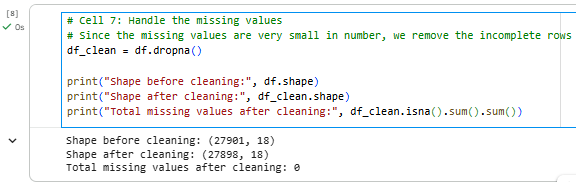 [8]
0s
# Cell 7: Handle the missing values
# Since the missing values are very small in number, we remove the incomplete rows
df_clean = df.dropna()
print("Shape before cleaning:", df.shape)
print("Shape after cleaning:", df_clean.shape)
print("Total missing values after cleaning:", df_clean.isna().sum().sum())
Shape before cleaning: (27901, 18)
Shape after cleaning: (27898, 18)
Total missing values after cleaning: 0